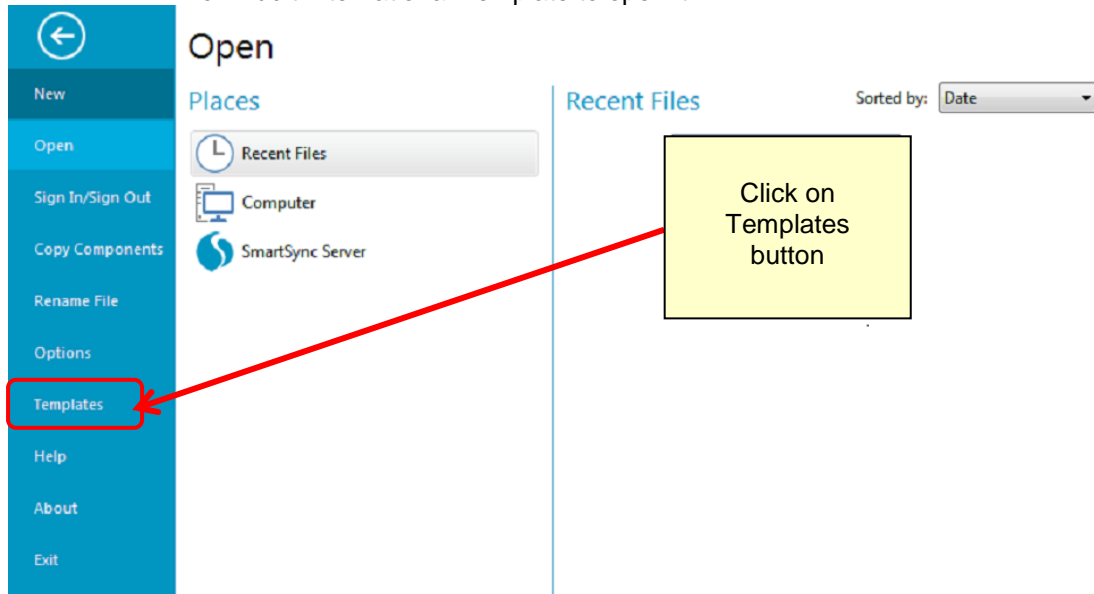 Open
New
Places
Recent Files
Sorted by: Date
Open
Recent Files
Click on
Templates
button
Sign In/Sign Out
Computer
Copy Components
SmartSync Server
Rename File
Options
Templates
Help
About
Exit